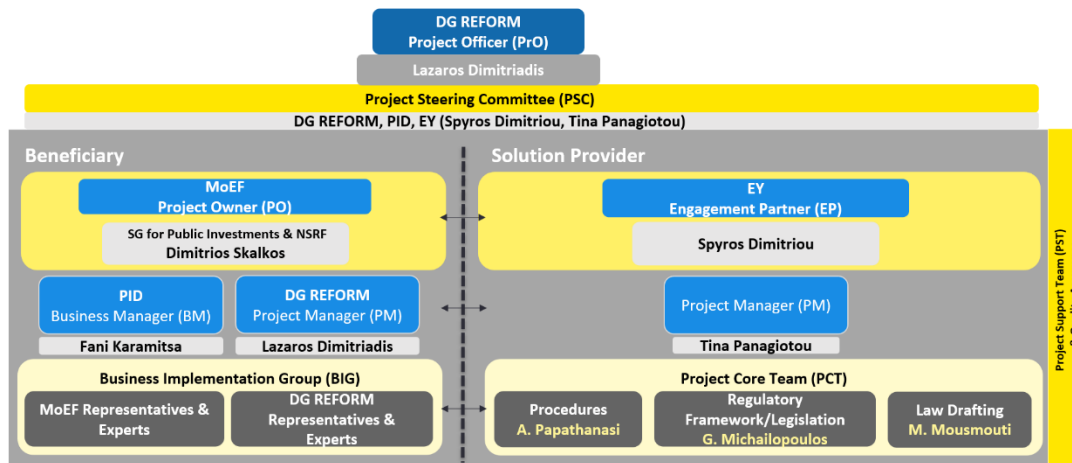 DG REFORM
Project Officer (PrO)
Lazaros Dimitriadis
Project Steering Committee (PSC)
DG REFORM, PID, EY (Spyros Dimitriou, Tina Panagiotou)
Beneficiary
Solution Provider
MoEF
Project Owner (PO)
SG for Public Investments & NSRF
Dimitrios Skalkos
EY
Engagement Partner (EP)
Spyros Dimitriou
PID
Business Manager (BM)
Fani Karamitsa
DG REFORM
Project Manager (PM)
Lazaros Dimitriadis
Project Manager (PM)
Tina Panagiotou
Business Implementation Group (BIG)
MoEF Representatives &
Experts
DG REFORM
Representatives &
Experts
Project Core Team (PCT)
Procedures
A. Papathanasi
Regulatory
Framework/Legislation
G. Michailopoulos
Law Drafting
M. Mousmouti
Project Support Team (PST)